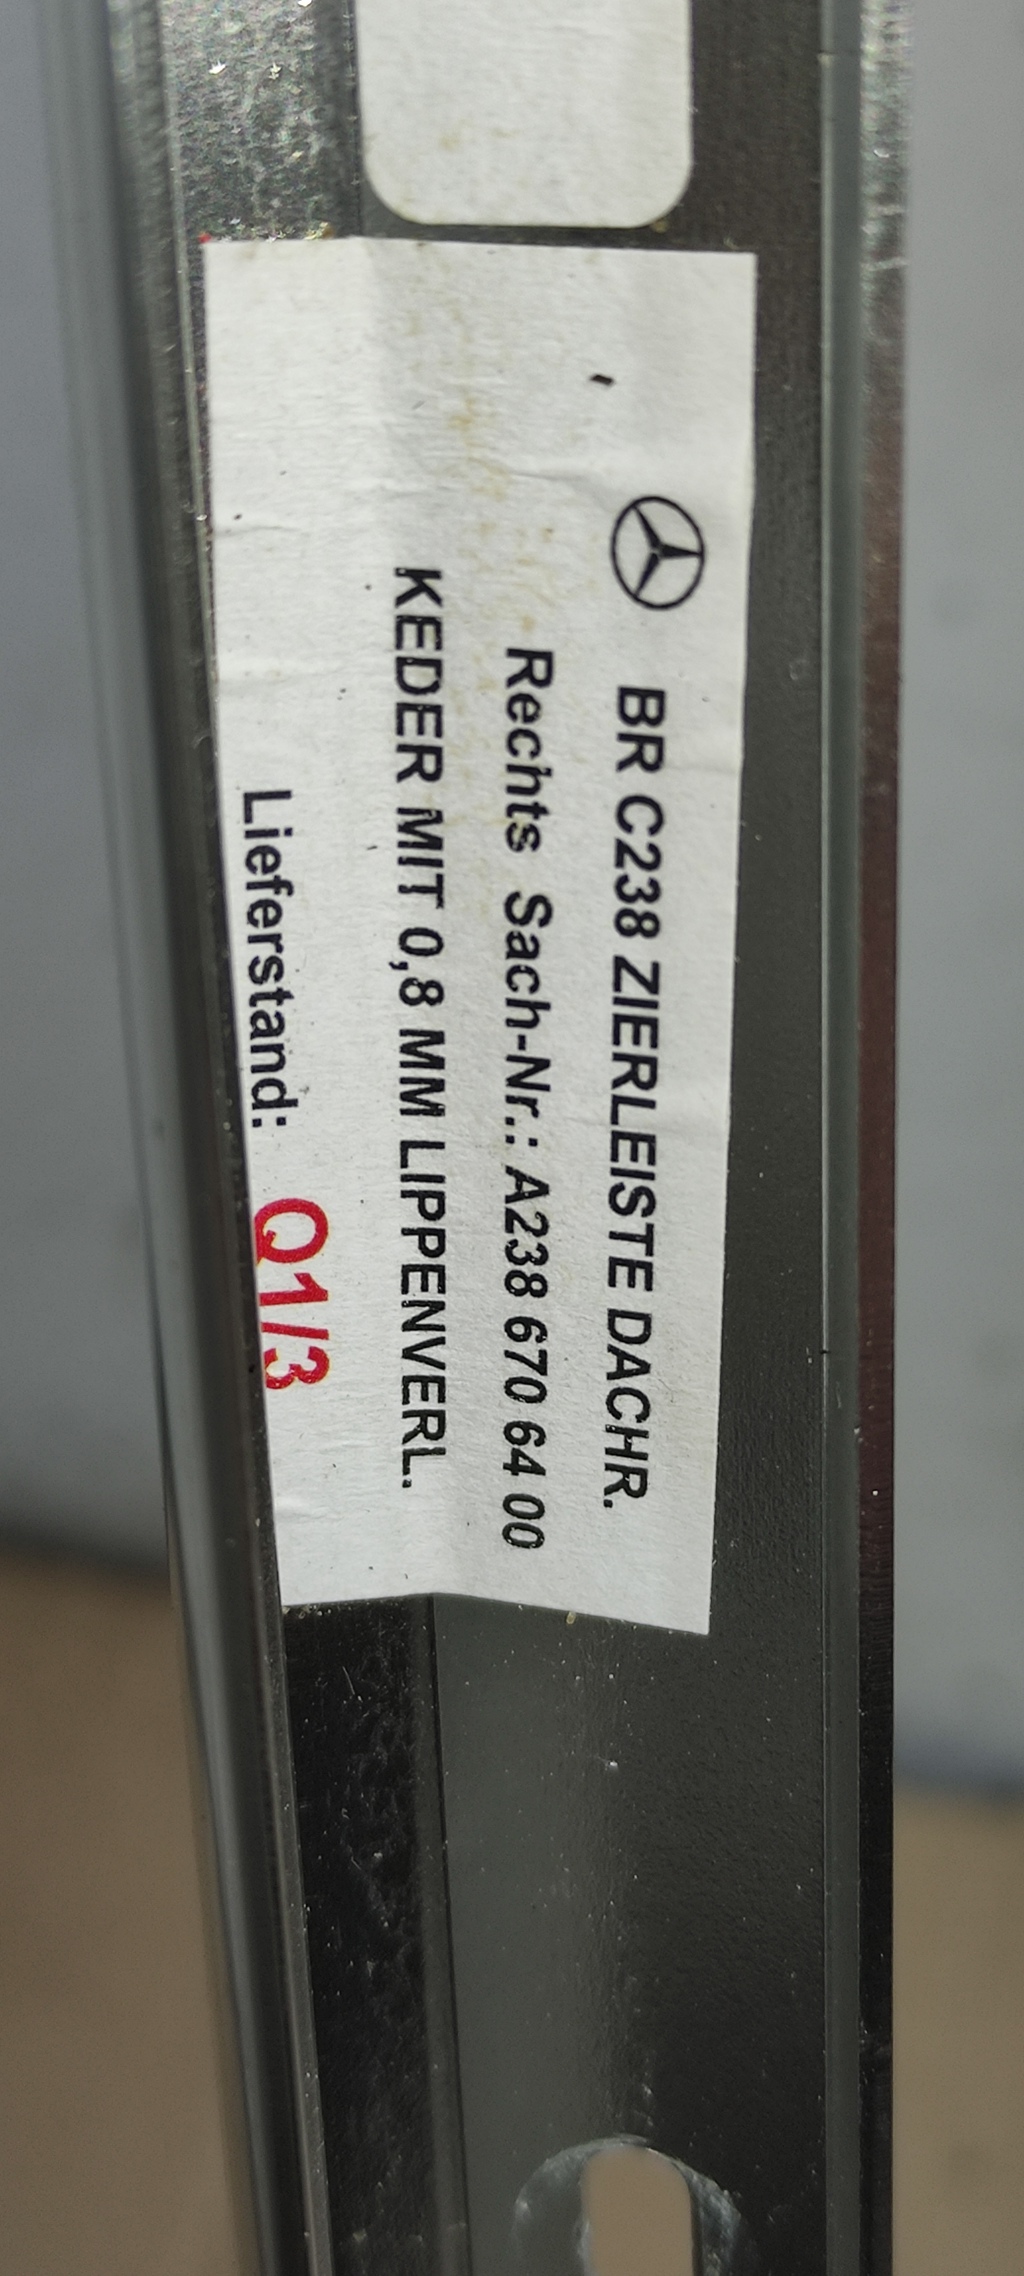 BR C238 ZIERLEISTE DACHR.
Rechts Sach-Nr.: A238 670 64 00
KEDER MIT 0,8 MM LIPPENVERL.
Lieferstand: Q1/3